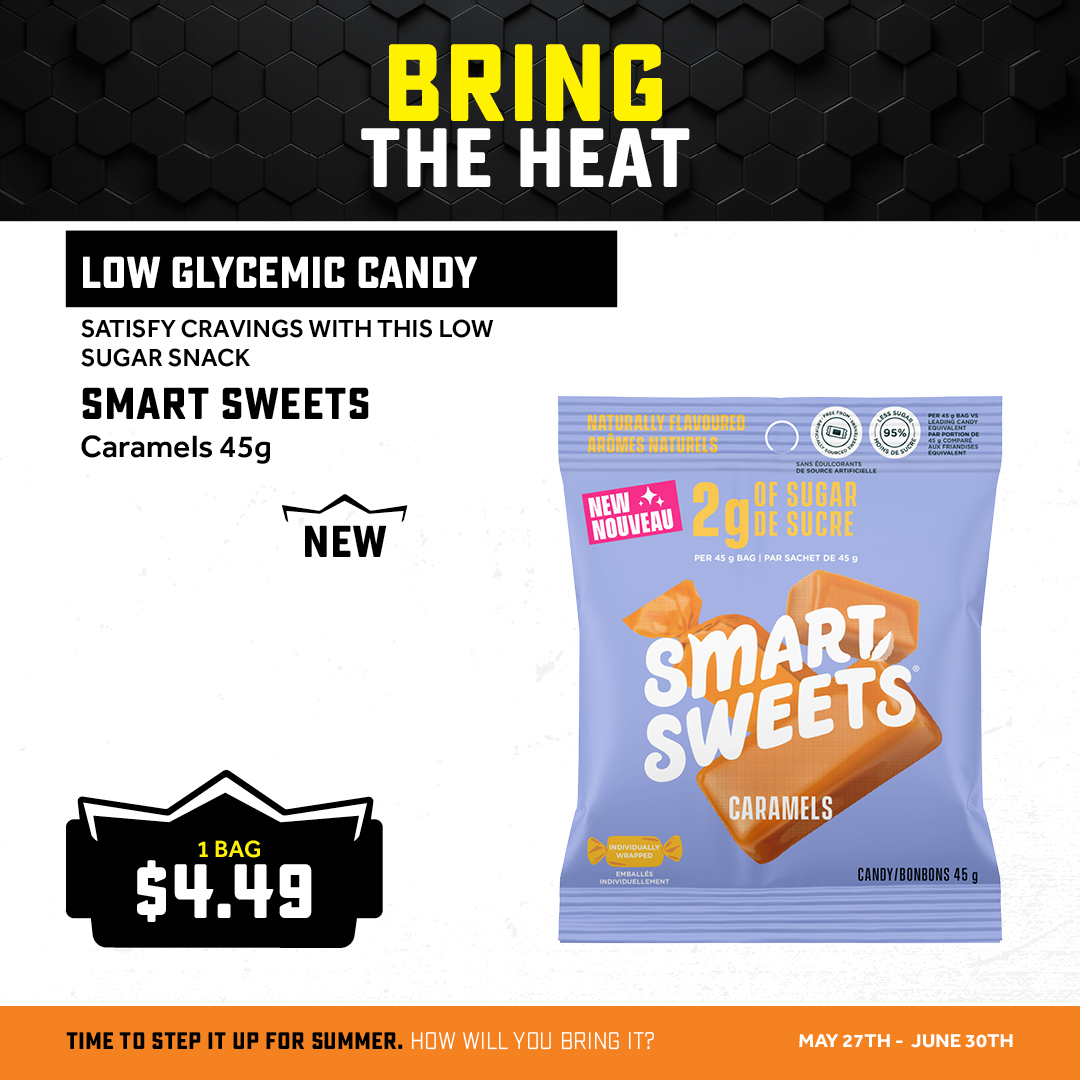 BRING
THE HEAT
LOW GLYCEMIC CANDY
SATISFY CRAVINGS WITH THIS LOW
SUGAR SNACK
SMART SWEETS
Caramels 45g
NEW
1 BAG
$4.49
NATURALLY FLAVOURED
ARÔMES NATURELS
SANS ÉDULCORANTS
DE SOURCE ARTIFICIELLE
LESS SUGAR
95%
MOINS DE SUCRE
PER 45 g BAG VS
LEADING CANDY
EQUIVALENT
PAR PORTION DE
45 g COMPARÉ
AUX FRIANDISES
ÉQUIVALENT
NEW
NOUVEAU
2g OF SUGAR
DE SUCRE
PER 45 g BAG | PAR SACHET DE 45 g
SMART
SWEETS®
CARAMELS
INDIVIDUALLY
WRAPPED
EMBALLÉS
INDIVIDUELLEMENT
CANDY/BONBONS 45 g
TIME TO STEP IT UP FOR SUMMER. HOW WILL YOU BRING IT?
MAY 27TH - JUNE 30TH